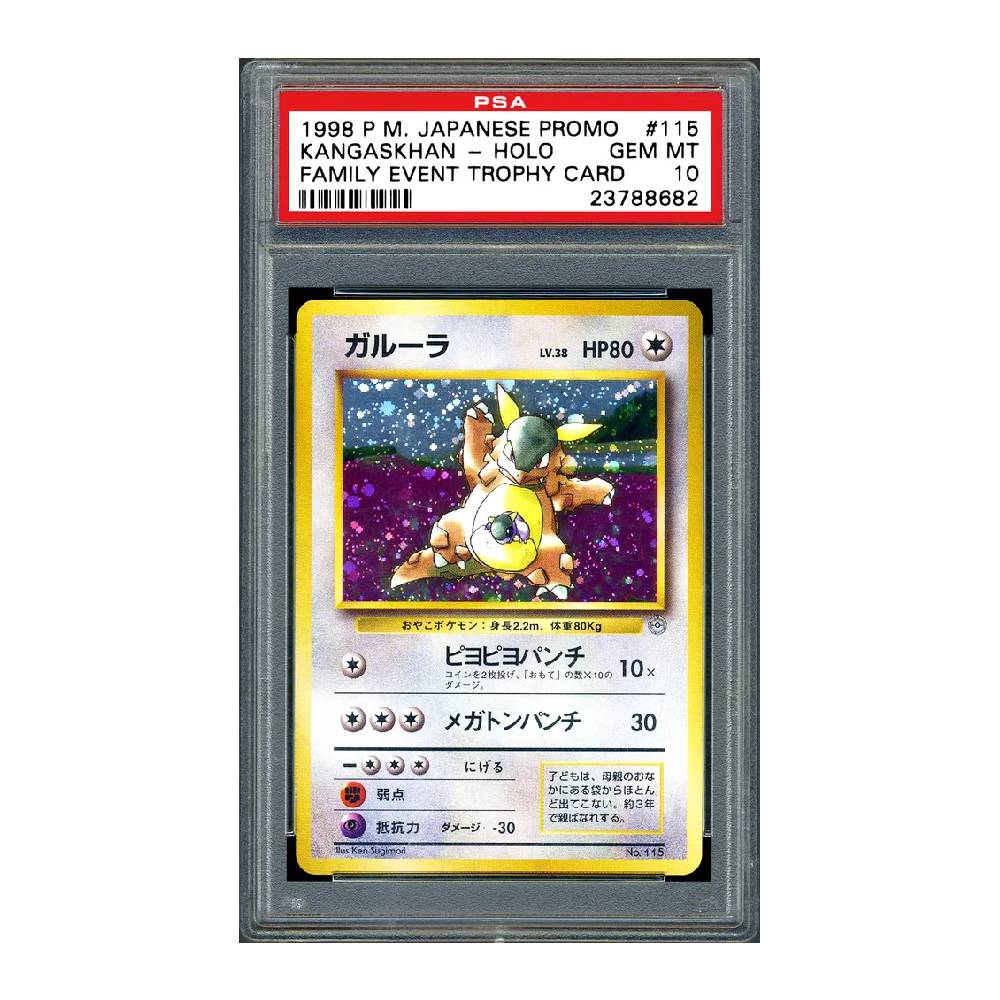 PSA
1998 P M. JAPANESE PROMO #115
KANGASKHAN – HOLO GEM MT
FAMILY EVENT TROPHY CARD 10
23788682
ガルーラ LV.38 HP80
おやこポケモン：身長2.2m、体重80Kg
ピヨピヨパンチ 10×
コインを2枚投げ、「おもて」の数×10の
ダメージ。
メガトンパンチ 30
にげる
弱点
抵抗力 ダメージ -30
子どもは、母親のおな
かにある袋からほとん
ど出てこない。約3年
で親ばなれする。
Illus Ken Sugimori No. 115